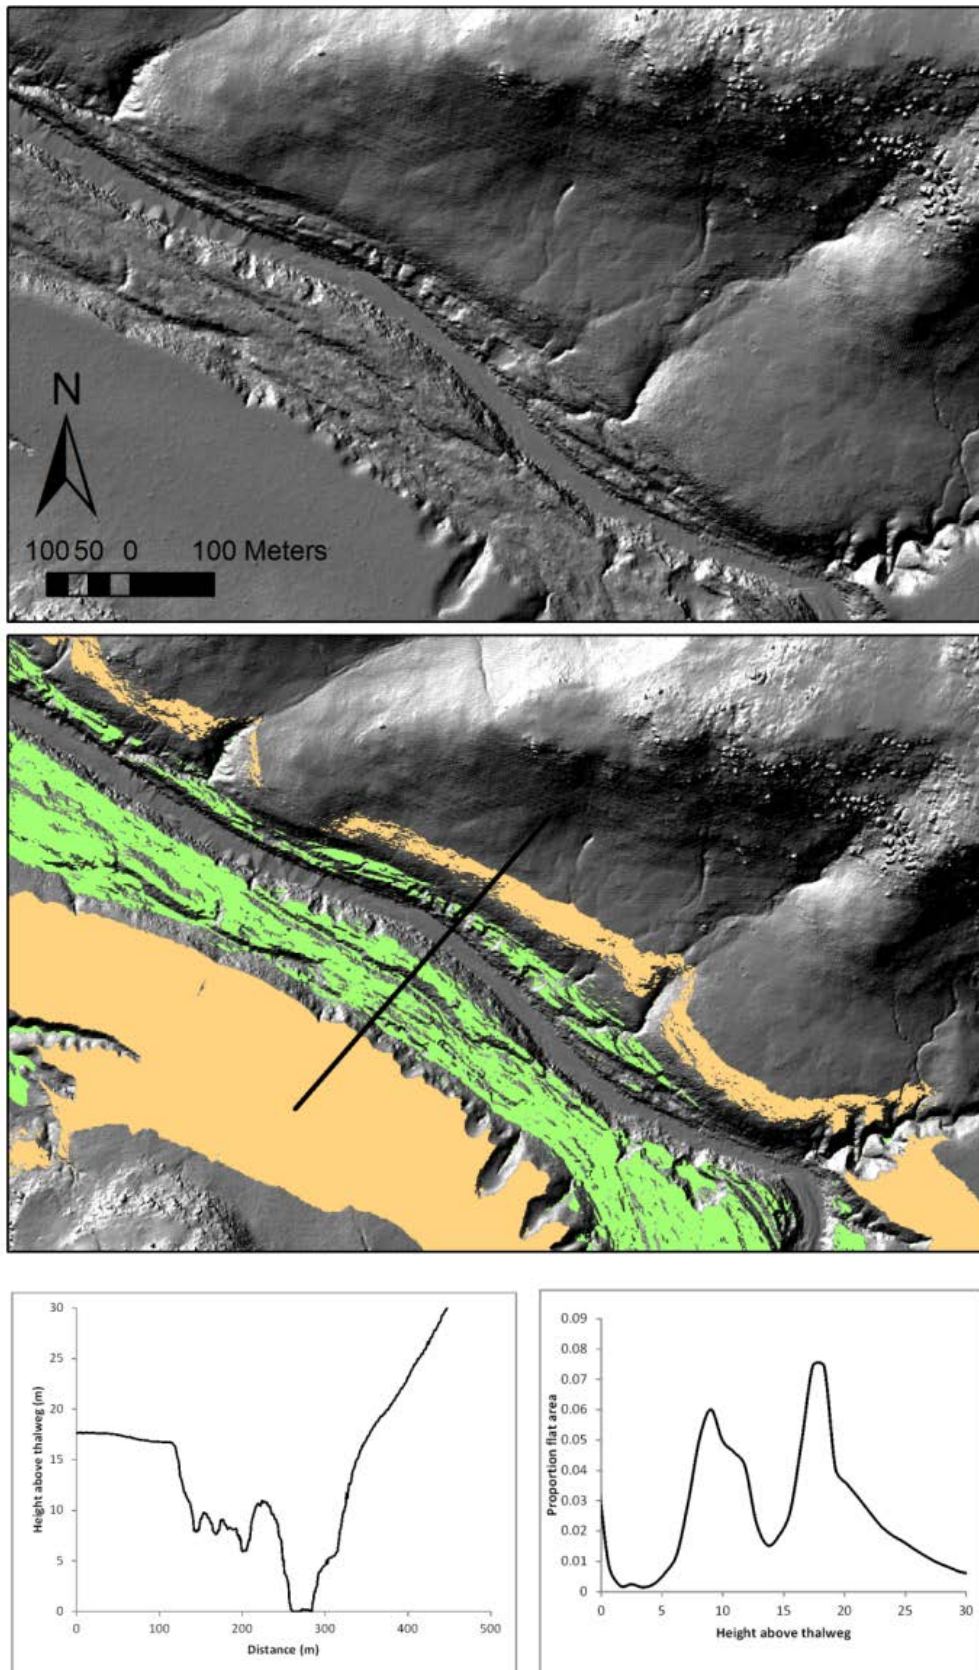 N
100 50 0 100 Meters
30
25
20
15
10
5
0
Height above thalweg (m)
0 100 200 300 400 500
Distance (m)
0.09
0.08
0.07
0.06
0.05
0.04
0.03
0.02
0.01
0
Proportion flat area
0 5 10 15 20 25 30
Height above thalweg